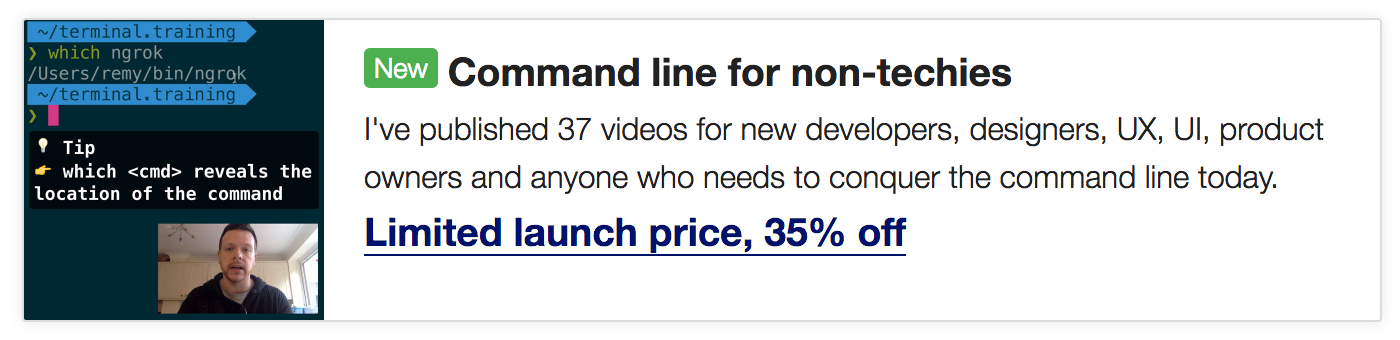 ~/terminal.training
❯ which ngrok
/Users/remy/bin/ngrok
~/terminal.training
❯
💡 Tip
👉 which <cmd> reveals the
location of the command
New Command line for non-techies
I've published 37 videos for new developers, designers, UX, UI, product
owners and anyone who needs to conquer the command line today.
Limited launch price, 35% off